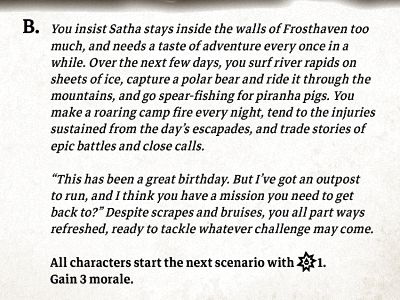 B. You insist Satha stays inside the walls of Frosthaven too
much, and needs a taste of adventure every once in a
while. Over the next few days, you surf river rapids on
sheets of ice, capture a polar bear and ride it through the
mountains, and go spear-fishing for piranha pigs. You
make a roaring camp fire every night, tend to the injuries
sustained from the day’s escapades, and trade stories of
epic battles and close calls.
“This has been a great birthday. But I’ve got an outpost
to run, and I think you have a mission you need to get
back to?” Despite scrapes and bruises, you all part ways
refreshed, ready to tackle whatever challenge may come.
All characters start the next scenario with 1.
Gain 3 morale.